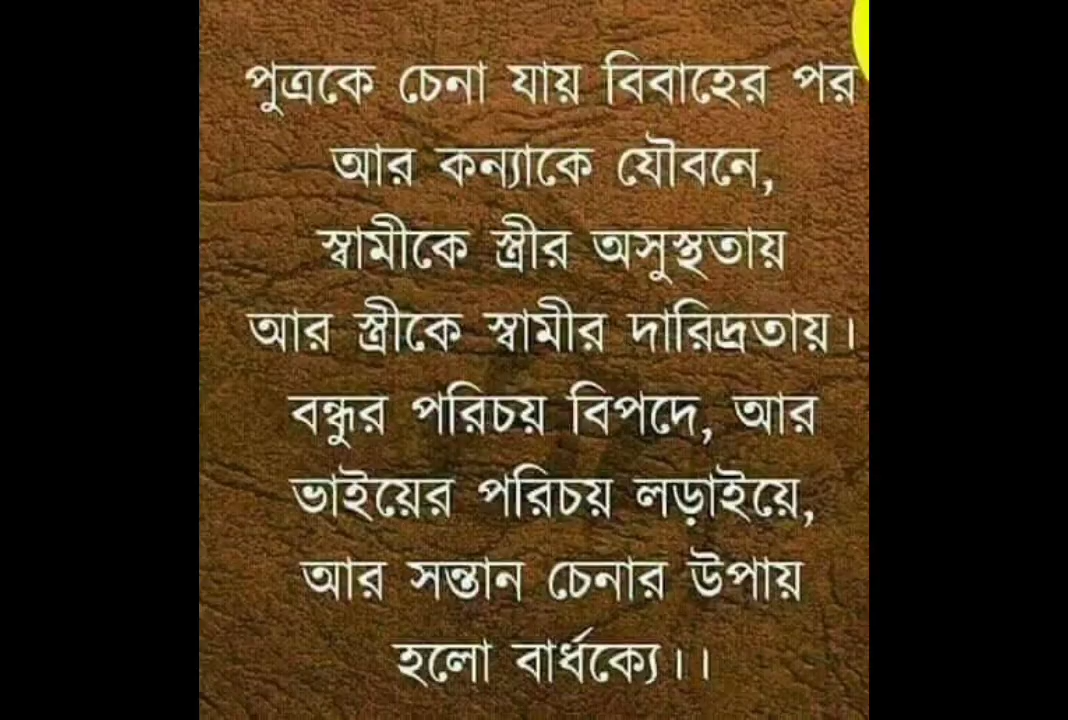 পুত্রকে চেনা যায় বিবাহের পর
আর কন্যাকে যৌবনে,
স্বামীকে স্ত্রীর অসুস্থতায়
আর স্ত্রীকে স্বামীর দারিদ্রতায়।
বন্ধুর পরিচয় বিপদে, আর
ভাইয়ের পরিচয় লড়াইয়ে,
আর সন্তান চেনার উপায়
হলো বার্ধক্যে।।